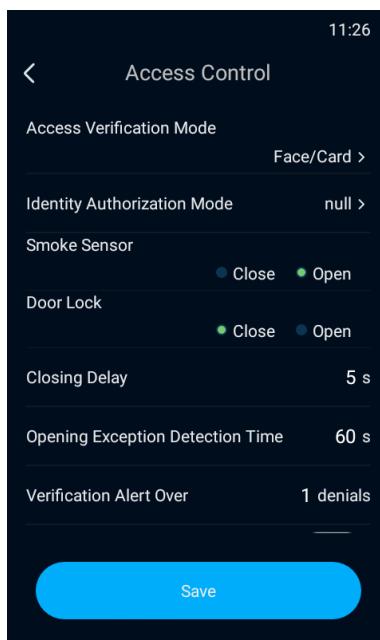 11:26
Access Control
Access Verification Mode
Face/Card >
Identity Authorization Mode null >
Smoke Sensor
Close Open
Door Lock
Close Open
Closing Delay 5 s
Opening Exception Detection Time 60 s
Verification Alert Over 1 denials
Save